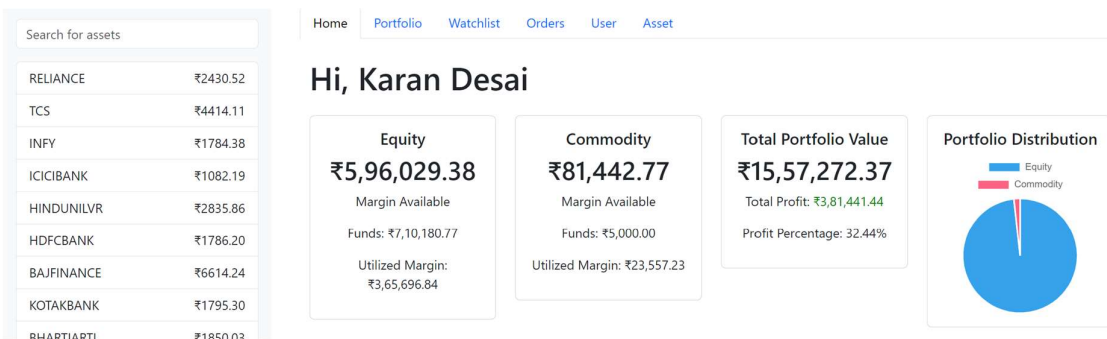 Search for assets
RELIANCE ₹2430.52
TCS ₹4414.11
INFY ₹1784.38
ICICIBANK ₹1082.19
HINDUNILVR ₹2835.86
HDFCBANK ₹1786.20
BAJFINANCE ₹6614.24
KOTAKBANK ₹1795.30
BHARTIARTL ₹1850.03
Home Portfolio Watchlist Orders User Asset
Hi, Karan Desai
Equity
₹5,96,029.38
Margin Available
Funds: ₹7,10,180.77
Utilized Margin:
₹3,65,696.84
Commodity
₹81,442.77
Margin Available
Funds: ₹5,000.00
Utilized Margin: ₹23,557.23
Total Portfolio Value
₹15,57,272.37
Total Profit: ₹3,81,441.44
Profit Percentage: 32.44%
Portfolio Distribution
Equity
Commodity